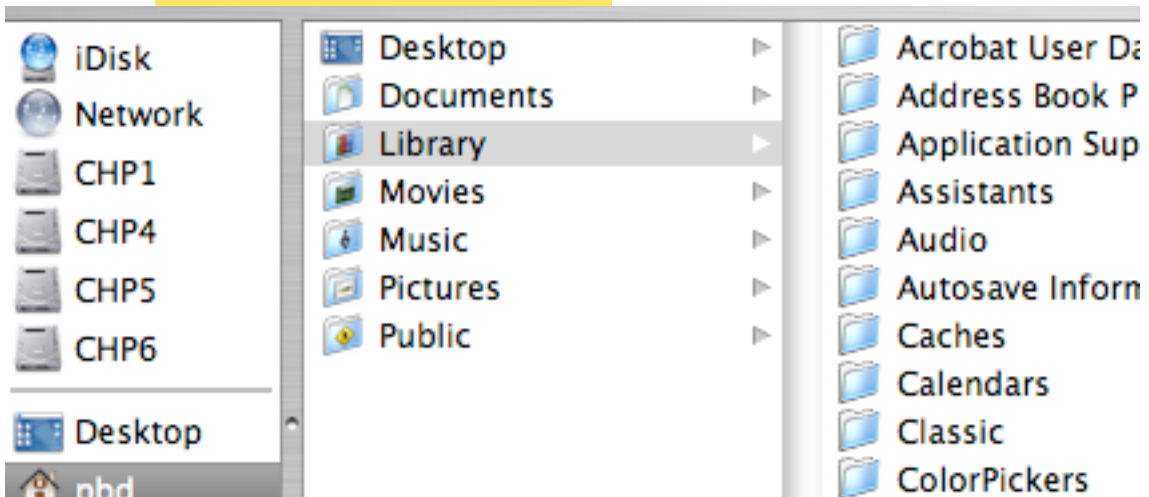 iDisk
Network
CHP1
CHP4
CHP5
CHP6
Desktop
pbd
Desktop
Documents
Library
Movies
Music
Pictures
Public
Acrobat User Da
Address Book P
Application Sup
Assistants
Audio
Autosave Inform
Caches
Calendars
Classic
ColorPickers